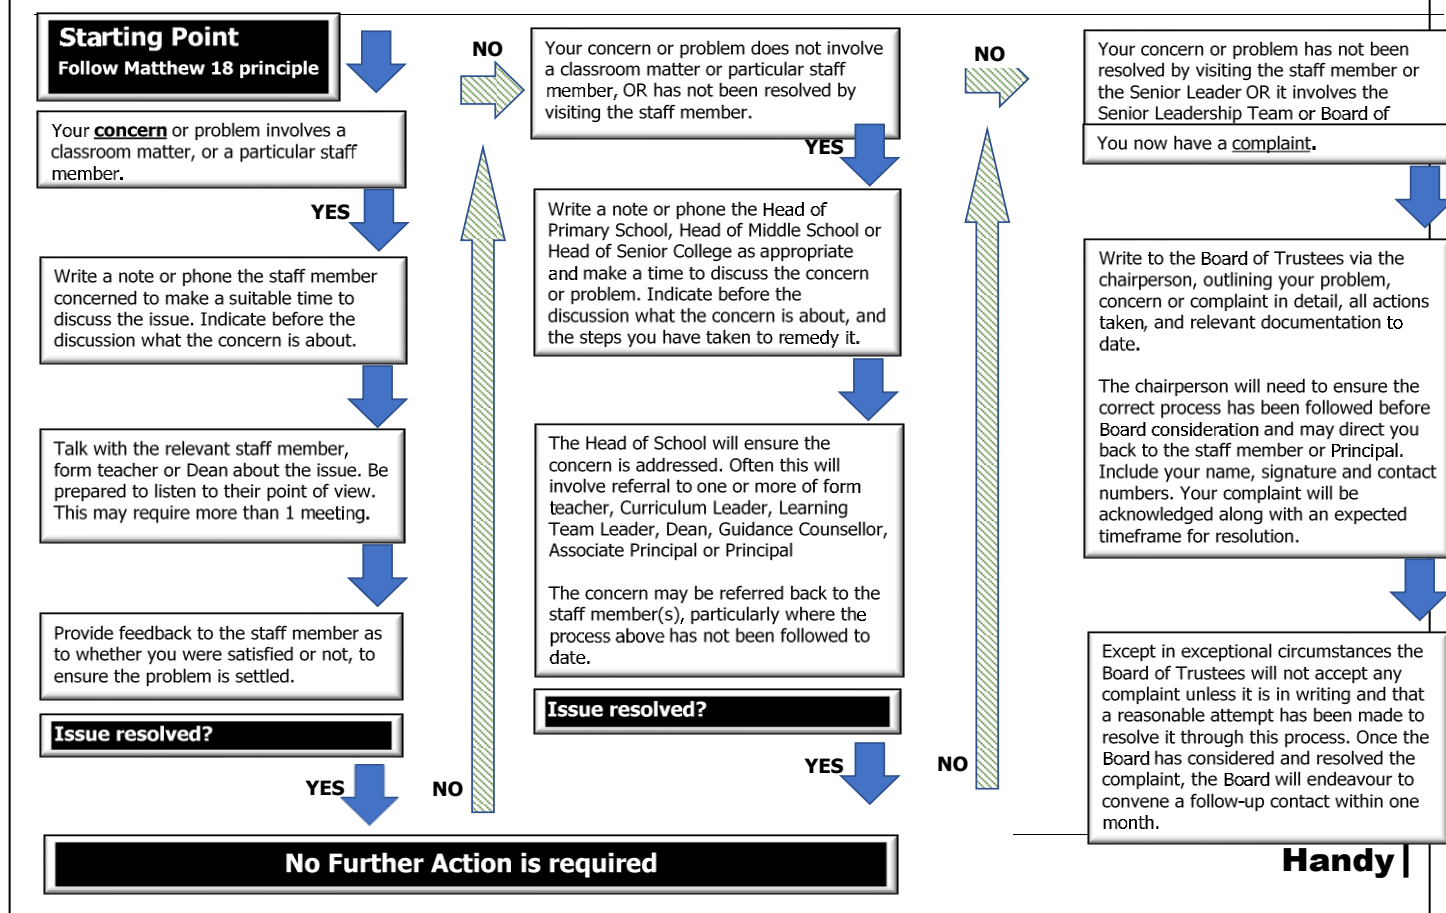 Starting Point
Follow Matthew 18 principle
Your concern or problem involves a
classroom matter, or a particular staff
member.
YES
Write a note or phone the staff member
concerned to make a suitable time to
discuss the issue. Indicate before the
discussion what the concern is about.
Talk with the relevant staff member,
form teacher or Dean about the issue. Be
prepared to listen to their point of view.
This may require more than 1 meeting.
Provide feedback to the staff member as
to whether you were satisfied or not, to
ensure the problem is settled.
Issue resolved?
YES
NO
NO
Your concern or problem does not involve
a classroom matter or particular staff
member, OR has not been resolved by
visiting the staff member.
YES
Write a note or phone the Head of
Primary School, Head of Middle School or
Head of Senior College as appropriate
and make a time to discuss the concern
or problem. Indicate before the
discussion what the concern is about, and
the steps you have taken to remedy it.
The Head of School will ensure the
concern is addressed. Often this will
involve referral to one or more of form
teacher, Curriculum Leader, Learning
Team Leader, Dean, Guidance Counsellor,
Associate Principal or Principal
The concern may be referred back to the
staff member(s), particularly where the
process above has not been followed to
date.
Issue resolved?
YES
NO
NO
Your concern or problem has not been
resolved by visiting the staff member or
the Senior Leader OR it involves the
Senior Leadership Team or Board of
You now have a complaint.
Write to the Board of Trustees via the
chairperson, outlining your problem,
concern or complaint in detail, all actions
taken, and relevant documentation to
date.
The chairperson will need to ensure the
correct process has been followed before
Board consideration and may direct you
back to the staff member or Principal.
Include your name, signature and contact
numbers. Your complaint will be
acknowledged along with an expected
timeframe for resolution.
Except in exceptional circumstances the
Board of Trustees will not accept any
complaint unless it is in writing and that
a reasonable attempt has been made to
resolve it through this process. Once the
Board has considered and resolved the
complaint, the Board will endeavour to
convene a follow-up contact within one
month.
No Further Action is required
Handy